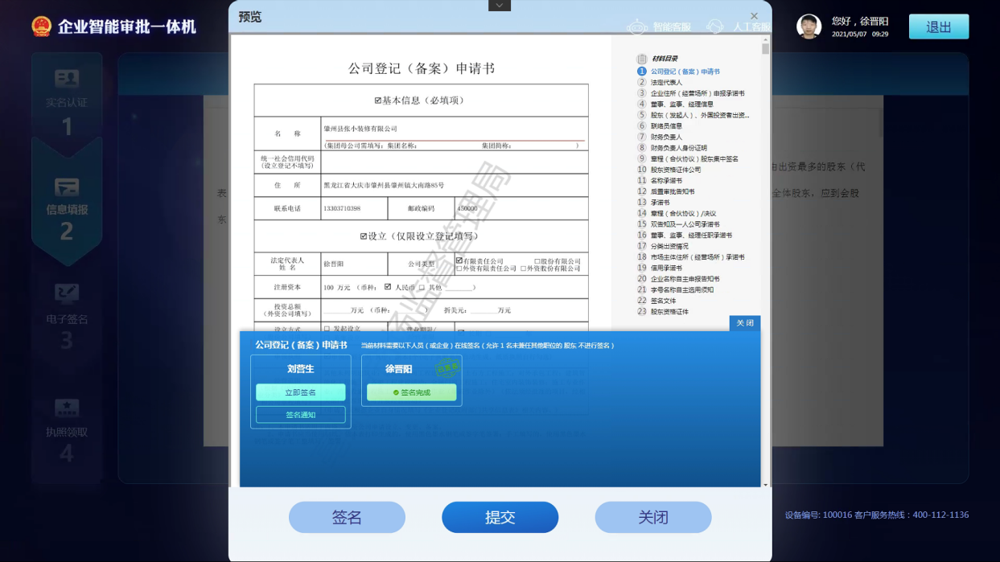 预览
企业智能审批一体机
智能客服
人工客服
您好，徐晋阳
2021/05/07 09:29
退出
实名认证
1
信息填报
2
电子签名
3
执照领取
4
公司登记（备案）申请书
☑基本信息（必填项）
名 称
肇州县张小装修有限公司
(集团母公司需填写：集团名称： 集团简称： )
统一社会信用代码
(设立登记不填写)
住 所
黑龙江省大庆市肇州县肇州镇大南路85号
联系电话 13303710398 邮政编码 450000
☑设立（仅限设立登记填写）
法定代表人
姓 名
徐晋阳
公司类型
☑有限责任公司 □股份有限公司
□外资有限责任公司 □外资股份有限公司
注册资本
100 万元 （币种： ☑ 人民币 □ 其他 ______）
投资总额
(外资公司填写)
______万元 （币种：______） 折美元：______万元
设立方式 □ 发起设立 营业期限/
场监督管理局
材料目录
1 公司登记（备案）申请书
2 法定代表人
3 企业住所（经营场所）申报承诺书
4 董事、监事、经理信息
5 股东（发起人）、外国投资者出资...
6 联络员信息
7 财务负责人
8 财务负责人身份证明
9 章程（合伙协议）股东集中签名
10 股东资格证件公司
11 名称承诺书
12 后置审批告知书
13 承诺书
14 章程（合伙协议）/决议
15 双告知及一人公司承诺书
16 董事、监事、经理任职承诺书
17 分类出资情况
18 市场主体住所（经营场所）承诺书
19 信用承诺书
20 企业名称自主申报告知书
21 字号名称自主选用须知
22 签名文件
23 股东资格证件
由出资最多的股东（代
表
全体股东，应到会股
东
关闭
公司登记（备案）申请书
当前材料需要以下人员（或企业）在线签名（允许 1 名未兼任其他职位的 股东 不进行签名）
刘营生
立即签名
签名通知
徐晋阳
已签名
签名完成
签名
提交
关闭
设备编号: 100016 客户服务热线：400-112-1136